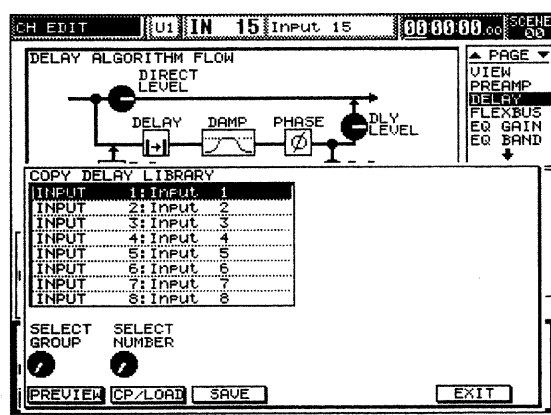 CH EDIT U1 IN 15 Input 15 00:00:00.00 SCENE 00
DELAY ALGORITHM FLOW
DIRECT LEVEL
DELAY DAMP PHASE DLY LEVEL
▲ PAGE ▼
VIEW
PREAMP
DELAY
FLEXBUS
EQ GAIN
EQ BAND
COPY DELAY LIBRARY
INPUT 1:Input 1
INPUT 2:Input 2
INPUT 3:Input 3
INPUT 4:Input 4
INPUT 5:Input 5
INPUT 6:Input 6
INPUT 7:Input 7
INPUT 8:Input 8
SELECT GROUP
SELECT NUMBER
PREVIEW CP/LOAD SAVE EXIT